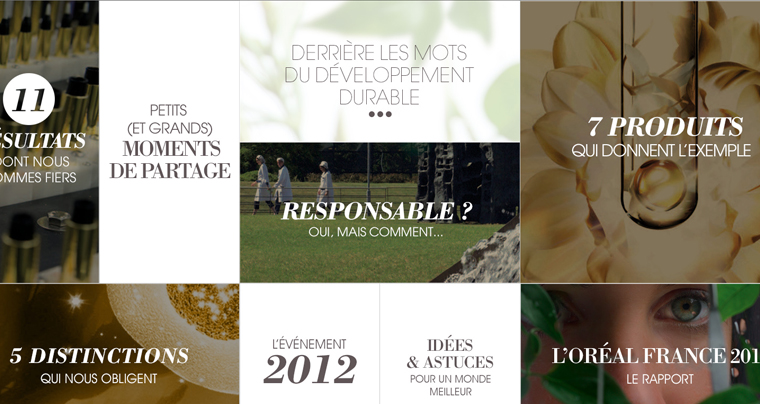 11
ÉSULTATS
DONT NOUS
OMMES FIERS
PETITS
(ET GRANDS)
MOMENTS
DE PARTAGE
DERRIÈRE LES MOTS
DU DÉVELOPPEMENT
DURABLE
•••
RESPONSABLE ?
OUI, MAIS COMMENT...
7 PRODUITS
QUI DONNENT L'EXEMPLE
5 DISTINCTIONS
QUI NOUS OBLIGENT
L'ÉVÉNEMENT
2012
IDÉES
& ASTUCES
POUR UN MONDE
MEILLEUR
L'ORÉAL FRANCE 201
LE RAPPORT